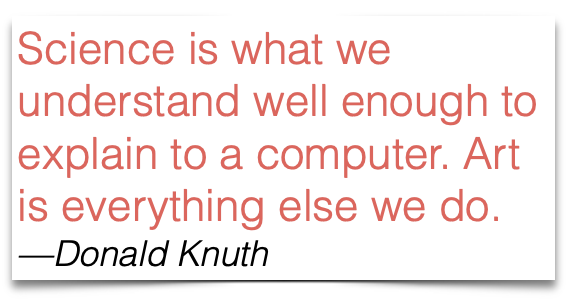 Science is what we
understand well enough to
explain to a computer. Art
is everything else we do.
—Donald Knuth